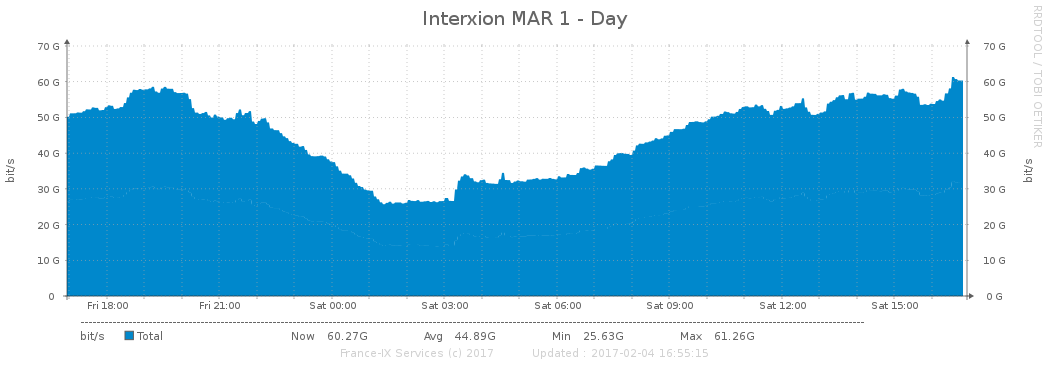 Interxion MAR 1 - Day
RRDTOOL / TOBI OETIKER
bit/s
70 G 70 G
60 G 60 G
50 G 50 G
40 G 40 G
30 G 30 G
20 G 20 G
10 G 10 G
0 0 G
bit/s
Fri 18:00 Fri 21:00 Sat 00:00 Sat 03:00 Sat 06:00 Sat 09:00 Sat 12:00 Sat 15:00
bit/s Total Now 60.27G Avg 44.89G Min 25.63G Max 61.26G
France-IX Services (c) 2017 Updated : 2017-02-04 16:55:15